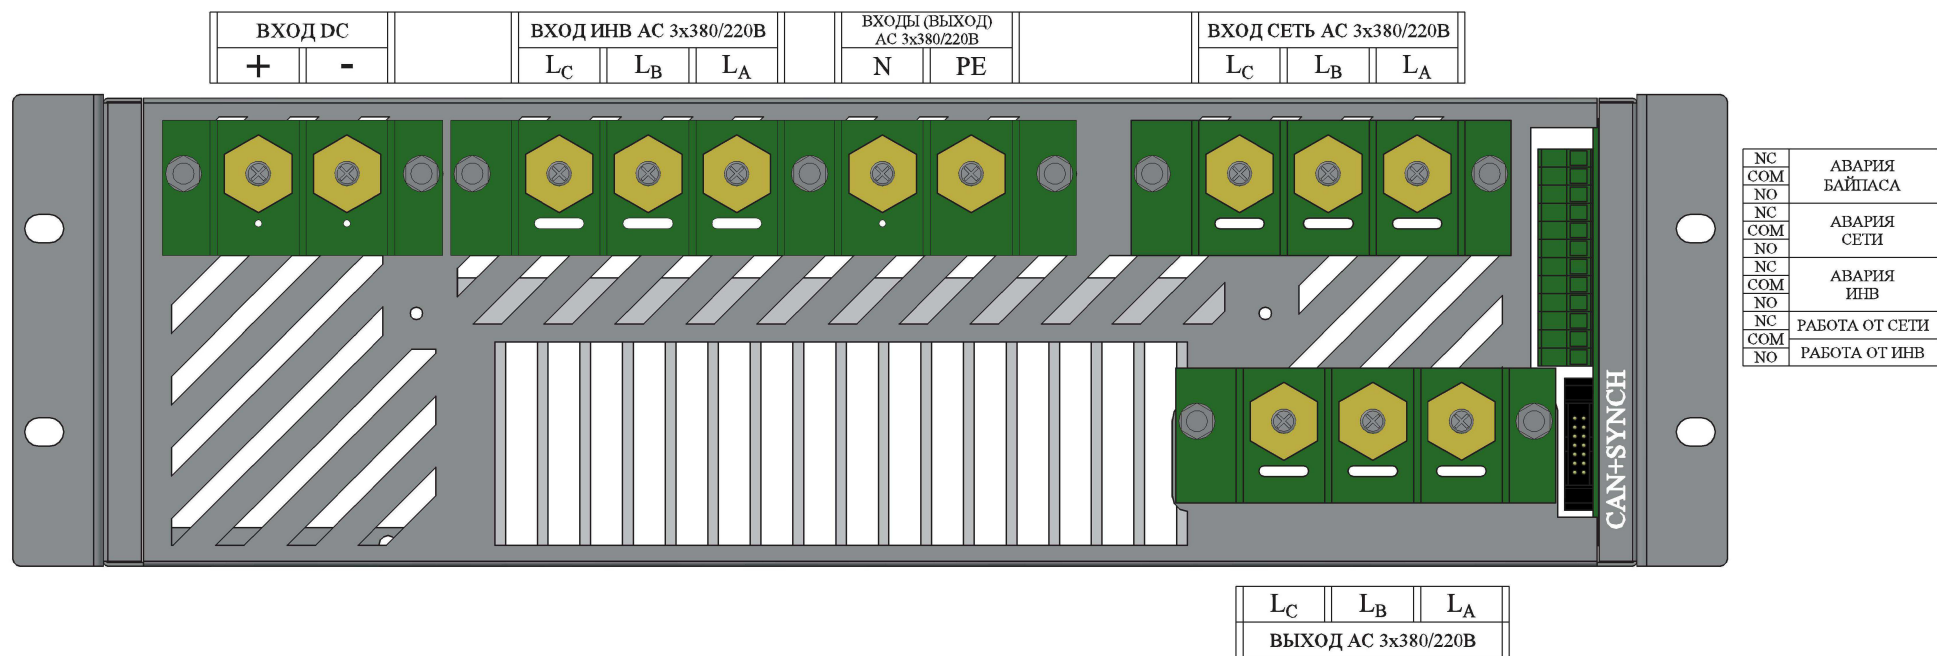 ВХОД DC
+ -
ВХОД ИНВ АС 3х380/220В
LC LB LA
ВХОДЫ (ВЫХОД)
АС 3х380/220В
N PE
ВХОД СЕТЬ АС 3х380/220В
LC LB LA
NC
COM
NO
АВАРИЯ
БАЙПАСА
NC
COM
NO
АВАРИЯ
СЕТИ
NC
COM
NO
АВАРИЯ
ИНВ
NC
COM
NO
РАБОТА ОТ СЕТИ
РАБОТА ОТ ИНВ
CAN+SYNCH
LC LB LA
ВЫХОД АС 3х380/220В